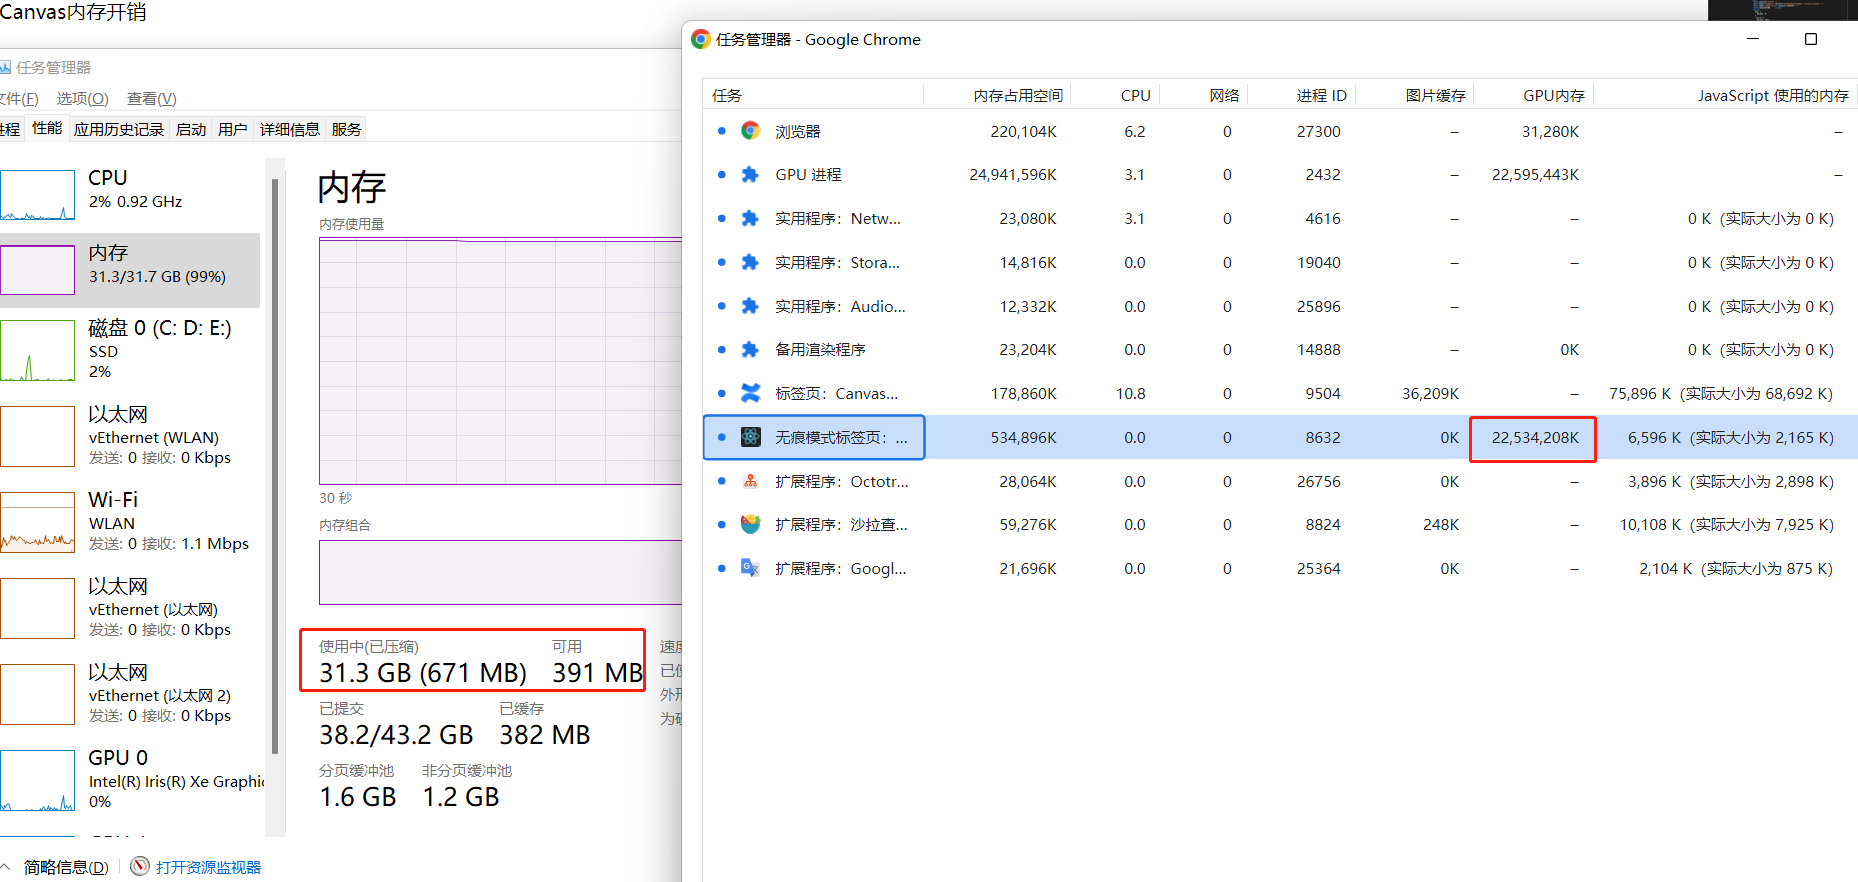 Canvas内存开销
任务管理器
文件(F) 选项(O) 查看(V)
进程 性能 应用历史记录 启动 用户 详细信息 服务
CPU
2% 0.92 GHz
内存
31.3/31.7 GB (99%)
磁盘 0 (C: D: E:)
SSD
2%
以太网
vEthernet (WLAN)
发送: 0 接收: 0 Kbps
Wi-Fi
WLAN
发送: 0 接收: 1.1 Mbps
以太网
vEthernet (以太网)
发送: 0 接收: 0 Kbps
以太网
vEthernet (以太网 2)
发送: 0 接收: 0 Kbps
GPU 0
Intel(R) Iris(R) Xe Graphic
0%
内存
内存使用量
30 秒
内存组合
使用中(已压缩) 可用
31.3 GB (671 MB) 391 MB
已提交 已缓存
38.2/43.2 GB 382 MB
分页缓冲池 非分页缓冲池
1.6 GB 1.2 GB
速度
已使
外形
为硬
简略信息(D) 打开资源监视器
任务管理器 - Google Chrome
任务 内存占用空间 CPU 网络 进程 ID 图片缓存 GPU内存 JavaScript 使用的内存
浏览器 220,104K 6.2 0 27300 – 31,280K –
GPU 进程 24,941,596K 3.1 0 2432 – 22,595,443K –
实用程序：Netw... 23,080K 3.1 0 4616 – – 0 K (实际大小为 0 K)
实用程序：Stora... 14,816K 0.0 0 19040 – – 0 K (实际大小为 0 K)
实用程序：Audio... 12,332K 0.0 0 25896 – – 0 K (实际大小为 0 K)
备用渲染程序 23,204K 0.0 0 14888 – 0K 0 K (实际大小为 0 K)
标签页：Canvas... 178,860K 10.8 0 9504 36,209K – 75,896 K (实际大小为 68,692 K)
无痕模式标签页：... 534,896K 0.0 0 8632 0K 22,534,208K 6,596 K (实际大小为 2,165 K)
扩展程序：Octotr... 28,064K 0.0 0 26756 0K – 3,896 K (实际大小为 2,898 K)
扩展程序：沙拉查... 59,276K 0.0 0 8824 248K – 10,108 K (实际大小为 7,925 K)
扩展程序：Googl... 21,696K 0.0 0 25364 0K – 2,104 K (实际大小为 875 K)